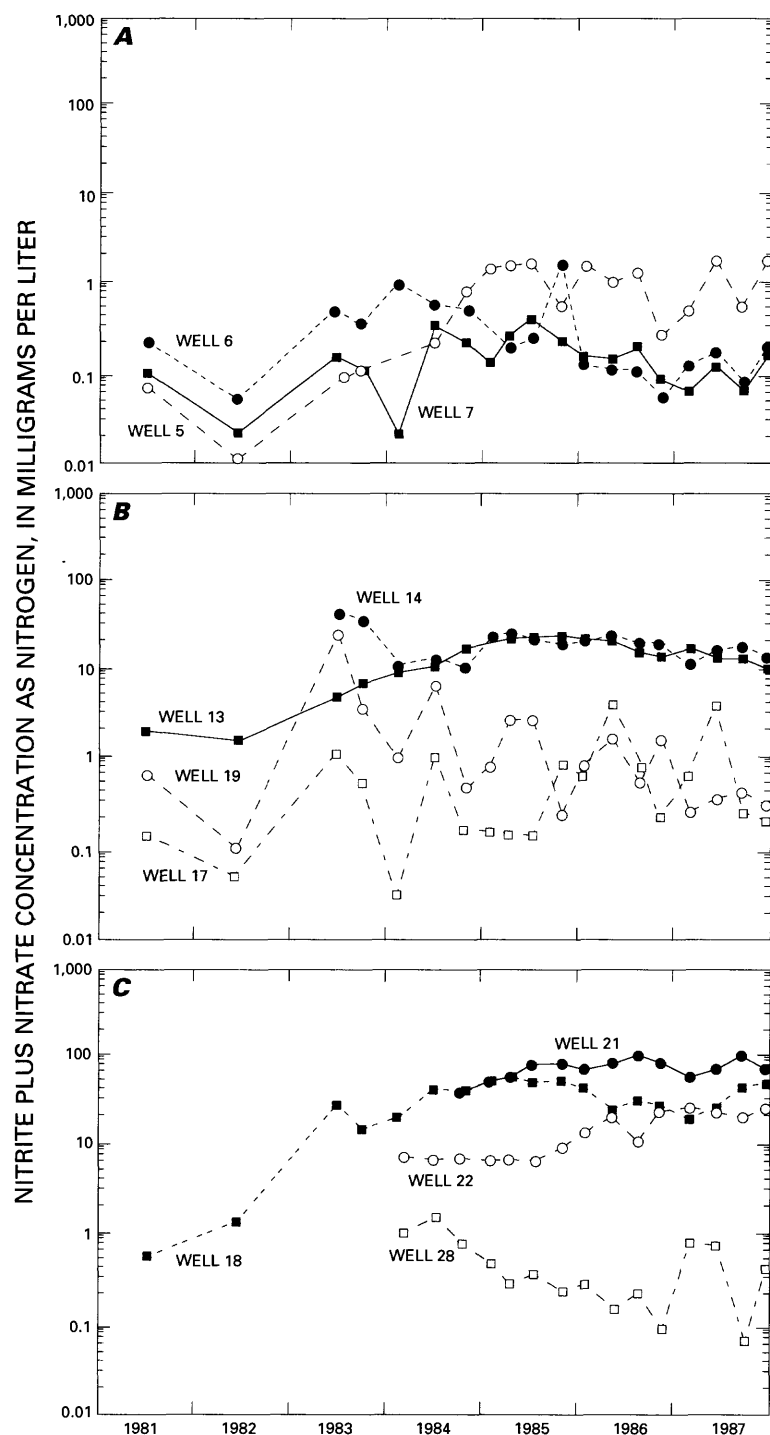 NITRITE PLUS NITRATE CONCENTRATION AS NITROGEN, IN MILLIGRAMS PER LITER
A
1,000
100
10
1
0.1
0.01
WELL 6
WELL 5
WELL 7
B
1,000
100
10
1
0.1
0.01
WELL 14
WELL 13
WELL 19
WELL 17
C
1,000
100
10
1
0.1
0.01
WELL 21
WELL 22
WELL 18
WELL 28
1981 1982 1983 1984 1985 1986 1987